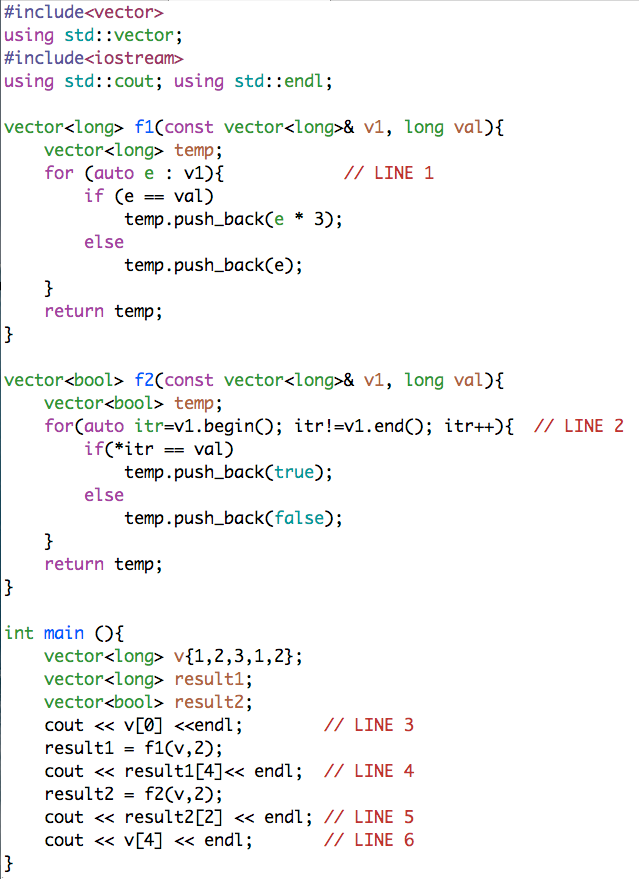 #include<vector>
using std::vector;
#include<iostream>
using std::cout; using std::endl;

vector<long> f1(const vector<long>& v1, long val){
    vector<long> temp;
    for (auto e : v1){            // LINE 1
        if (e == val)
            temp.push_back(e * 3);
        else
            temp.push_back(e);
    }
    return temp;
}

vector<bool> f2(const vector<long>& v1, long val){
    vector<bool> temp;
    for(auto itr=v1.begin(); itr!=v1.end(); itr++){  // LINE 2
        if(*itr == val)
            temp.push_back(true);
        else
            temp.push_back(false);
    }
    return temp;
}

int main (){
    vector<long> v{1,2,3,1,2};
    vector<long> result1;
    vector<bool> result2;
    cout << v[0] <<endl;        // LINE 3
    result1 = f1(v,2);
    cout << result1[4]<< endl;  // LINE 4
    result2 = f2(v,2);
    cout << result2[2] << endl; // LINE 5
    cout << v[4] << endl;       // LINE 6
}